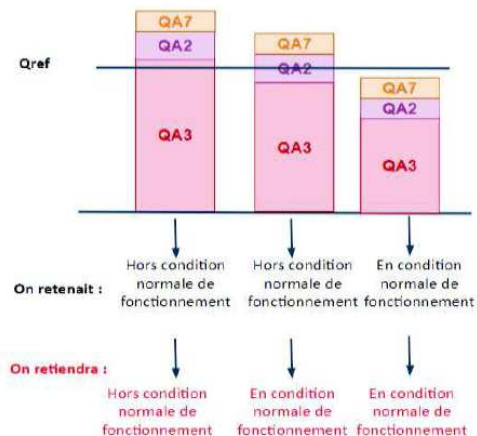 QA7
QA2
QA3
QA7
QA2
QA3
QA7
QA2
QA3
Qref
On retenait :
Hors condition
normale de
fonctionnement
Hors condition
normale de
fonctionnement
En condition
normale de
fonctionnement
On retiendra :
Hors condition
normale de
fonctionnement
En condition
normale de
fonctionnement
En condition
normale de
fonctionnement